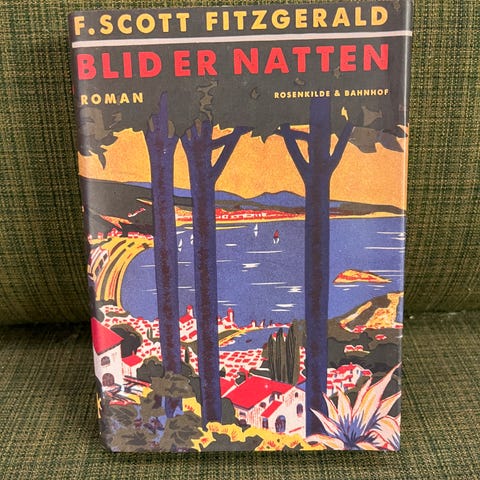 F. SCOTT FITZGERALD
BLID ER NATTEN
ROMAN
ROSENKILDE & BAHNHOF